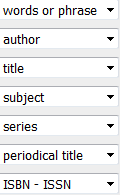 words or phrase
author
title
subject
series
periodical title
ISBN - ISSN